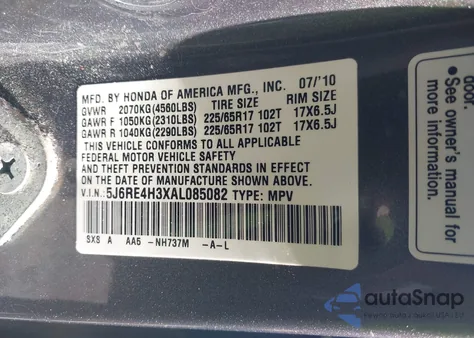 MFD. BY HONDA OF AMERICA MFG., INC. 07/'10
GVWR 2070KG(4560LBS) TIRE SIZE RIM SIZE
GAWR F 1050KG(2310LBS) 225/65R17 102T 17X6.5J
GAWR R 1040KG(2290LBS) 225/65R17 102T 17X6.5J
THIS VEHICLE CONFORMS TO ALL APPLICABLE
FEDERAL MOTOR VEHICLE SAFETY
AND THEFT PREVENTION STANDARDS IN EFFECT
ON THE DATE OF MANUFACTURE SHOWN ABOVE.
V.I.N: 5J6RE4H3XAL085082 TYPE: MPV
SXS A AA5 -NH737M -A-L
door.
• See owner's
manual for
autoSnap